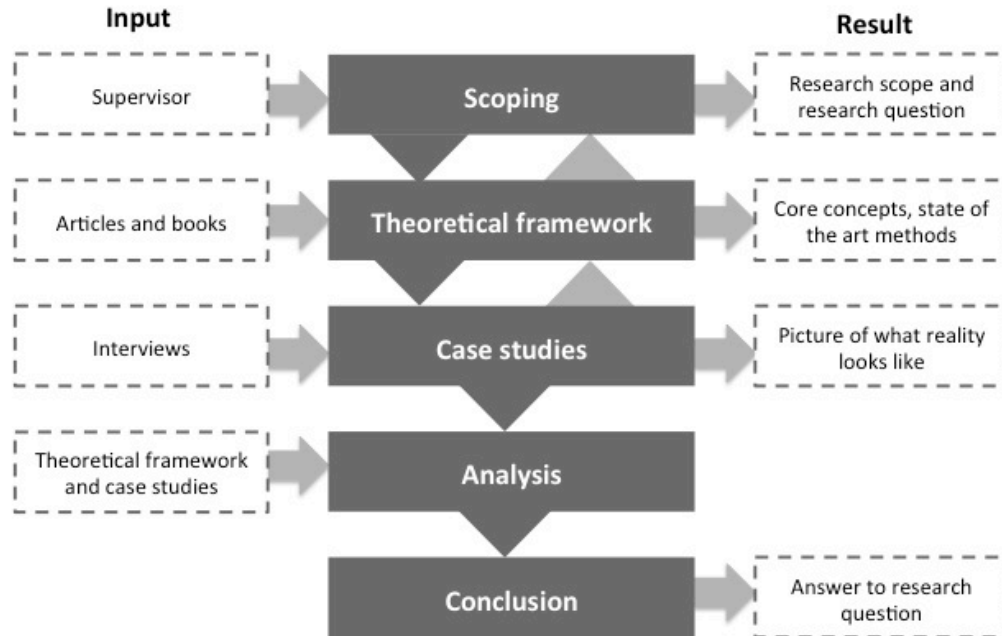 Input
Result
Supervisor
Scoping
Research scope and
research question
Articles and books
Theoretical framework
Core concepts, state of
the art methods
Interviews
Case studies
Picture of what reality
looks like
Theoretical framework
and case studies
Analysis
Conclusion
Answer to research
question